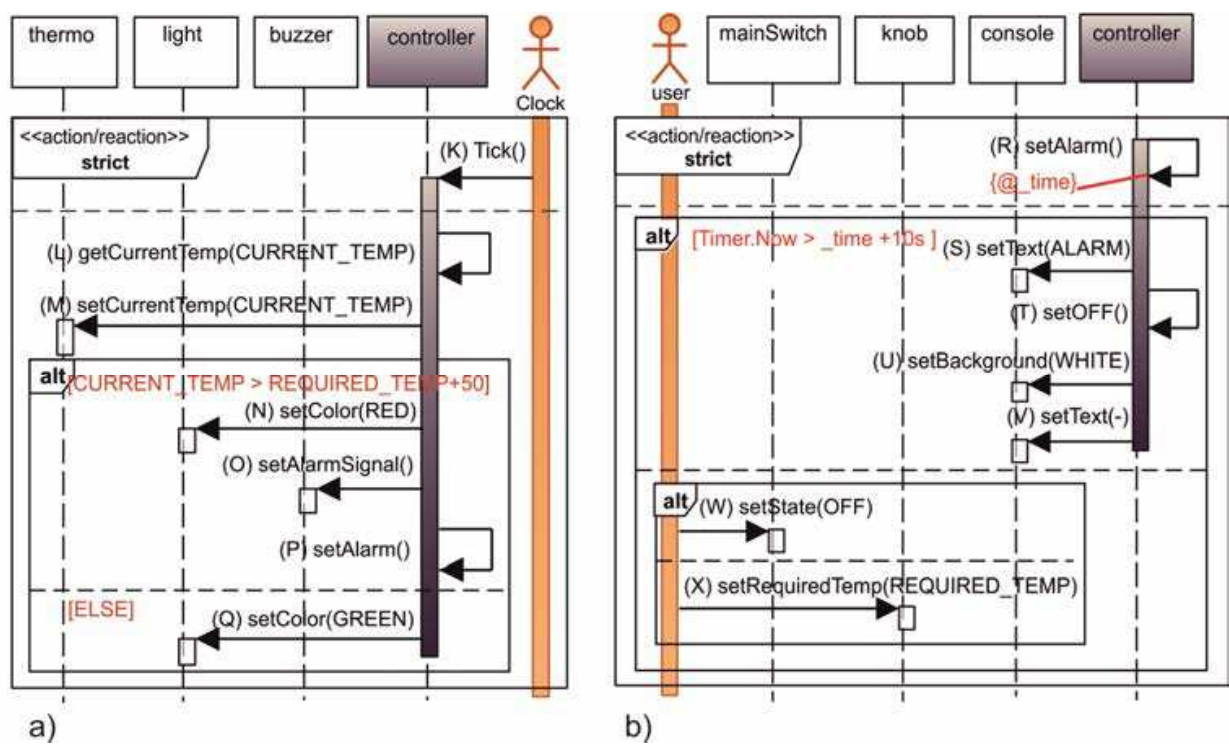 thermo
light
buzzer
controller
Clock
<<action/reaction>>
strict
(K) Tick()
(L) getCurrentTemp(CURRENT_TEMP)
(M) setCurrentTemp(CURRENT_TEMP)
alt
[CURRENT_TEMP > REQUIRED_TEMP+50]
(N) setColor(RED)
(O) setAlarmSignal()
(P) setAlarm()
[ELSE]
(Q) setColor(GREEN)
a)
user
mainSwitch
knob
console
controller
<<action/reaction>>
strict
(R) setAlarm()
{@_time}
alt
[Timer.Now > _time +10s ]
(S) setText(ALARM)
(T) setOFF()
(U) setBackground(WHITE)
(V) setText(-)
alt
(W) setState(OFF)
(X) setRequiredTemp(REQUIRED_TEMP)
b)